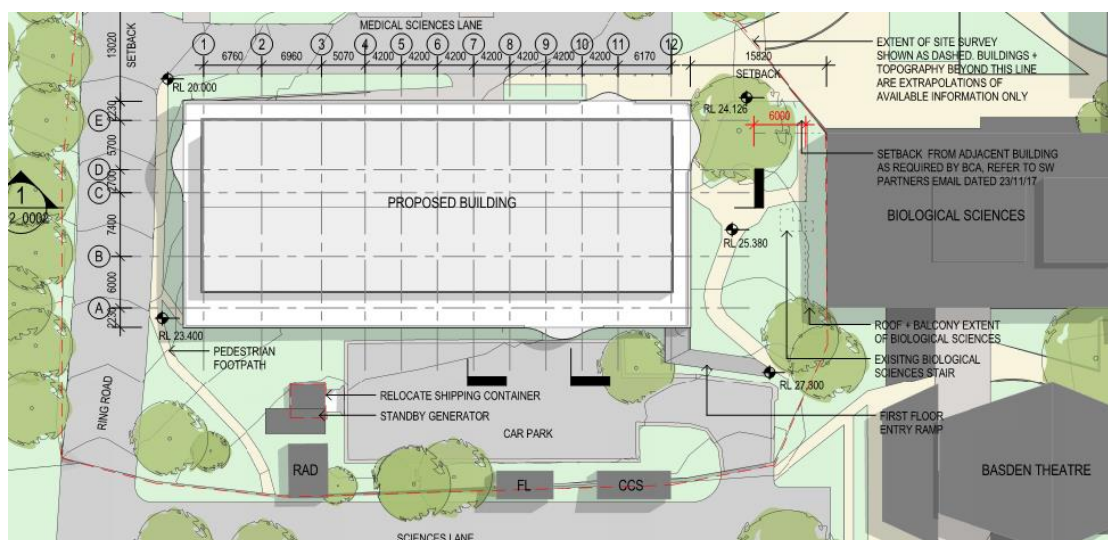 MEDICAL SCIENCES LANE
13020
SETBACK
1 2 3 4 5 6 7 8 9 10 11 12
6760 6960 5070 4200 4200 4200 4200 4200 4200 4200 6170
15820
SETBACK
EXTENT OF SITE SURVEY
SHOWN AS DASHED. BUILDINGS +
TOPOGRAPHY BEYOND THIS LINE
ARE EXTRAPOLATIONS OF
AVAILABLE INFORMATION ONLY
RL 20.000
RL 24.126
6000
2230
E
5700
D
2700
C
7400
B
6000
A
2230
SETBACK FROM ADJACENT BUILDING
AS REQUIRED BY BCA, REFER TO SW
PARTNERS EMAIL DATED 23/11/17
1
2_0002
PROPOSED BUILDING
BIOLOGICAL SCIENCES
RL 25.380
RL 23.400
ROOF + BALCONY EXTENT
OF BIOLOGICAL SCIENCES
PEDESTRIAN
FOOTPATH
EXISITNG BIOLOGICAL
SCIENCES STAIR
RL 27.300
RING ROAD
RELOCATE SHIPPING CONTAINER
STANDBY GENERATOR
FIRST FLOOR
ENTRY RAMP
CAR PARK
RAD
FL
CCS
BASDEN THEATRE
SCIENCES LANE